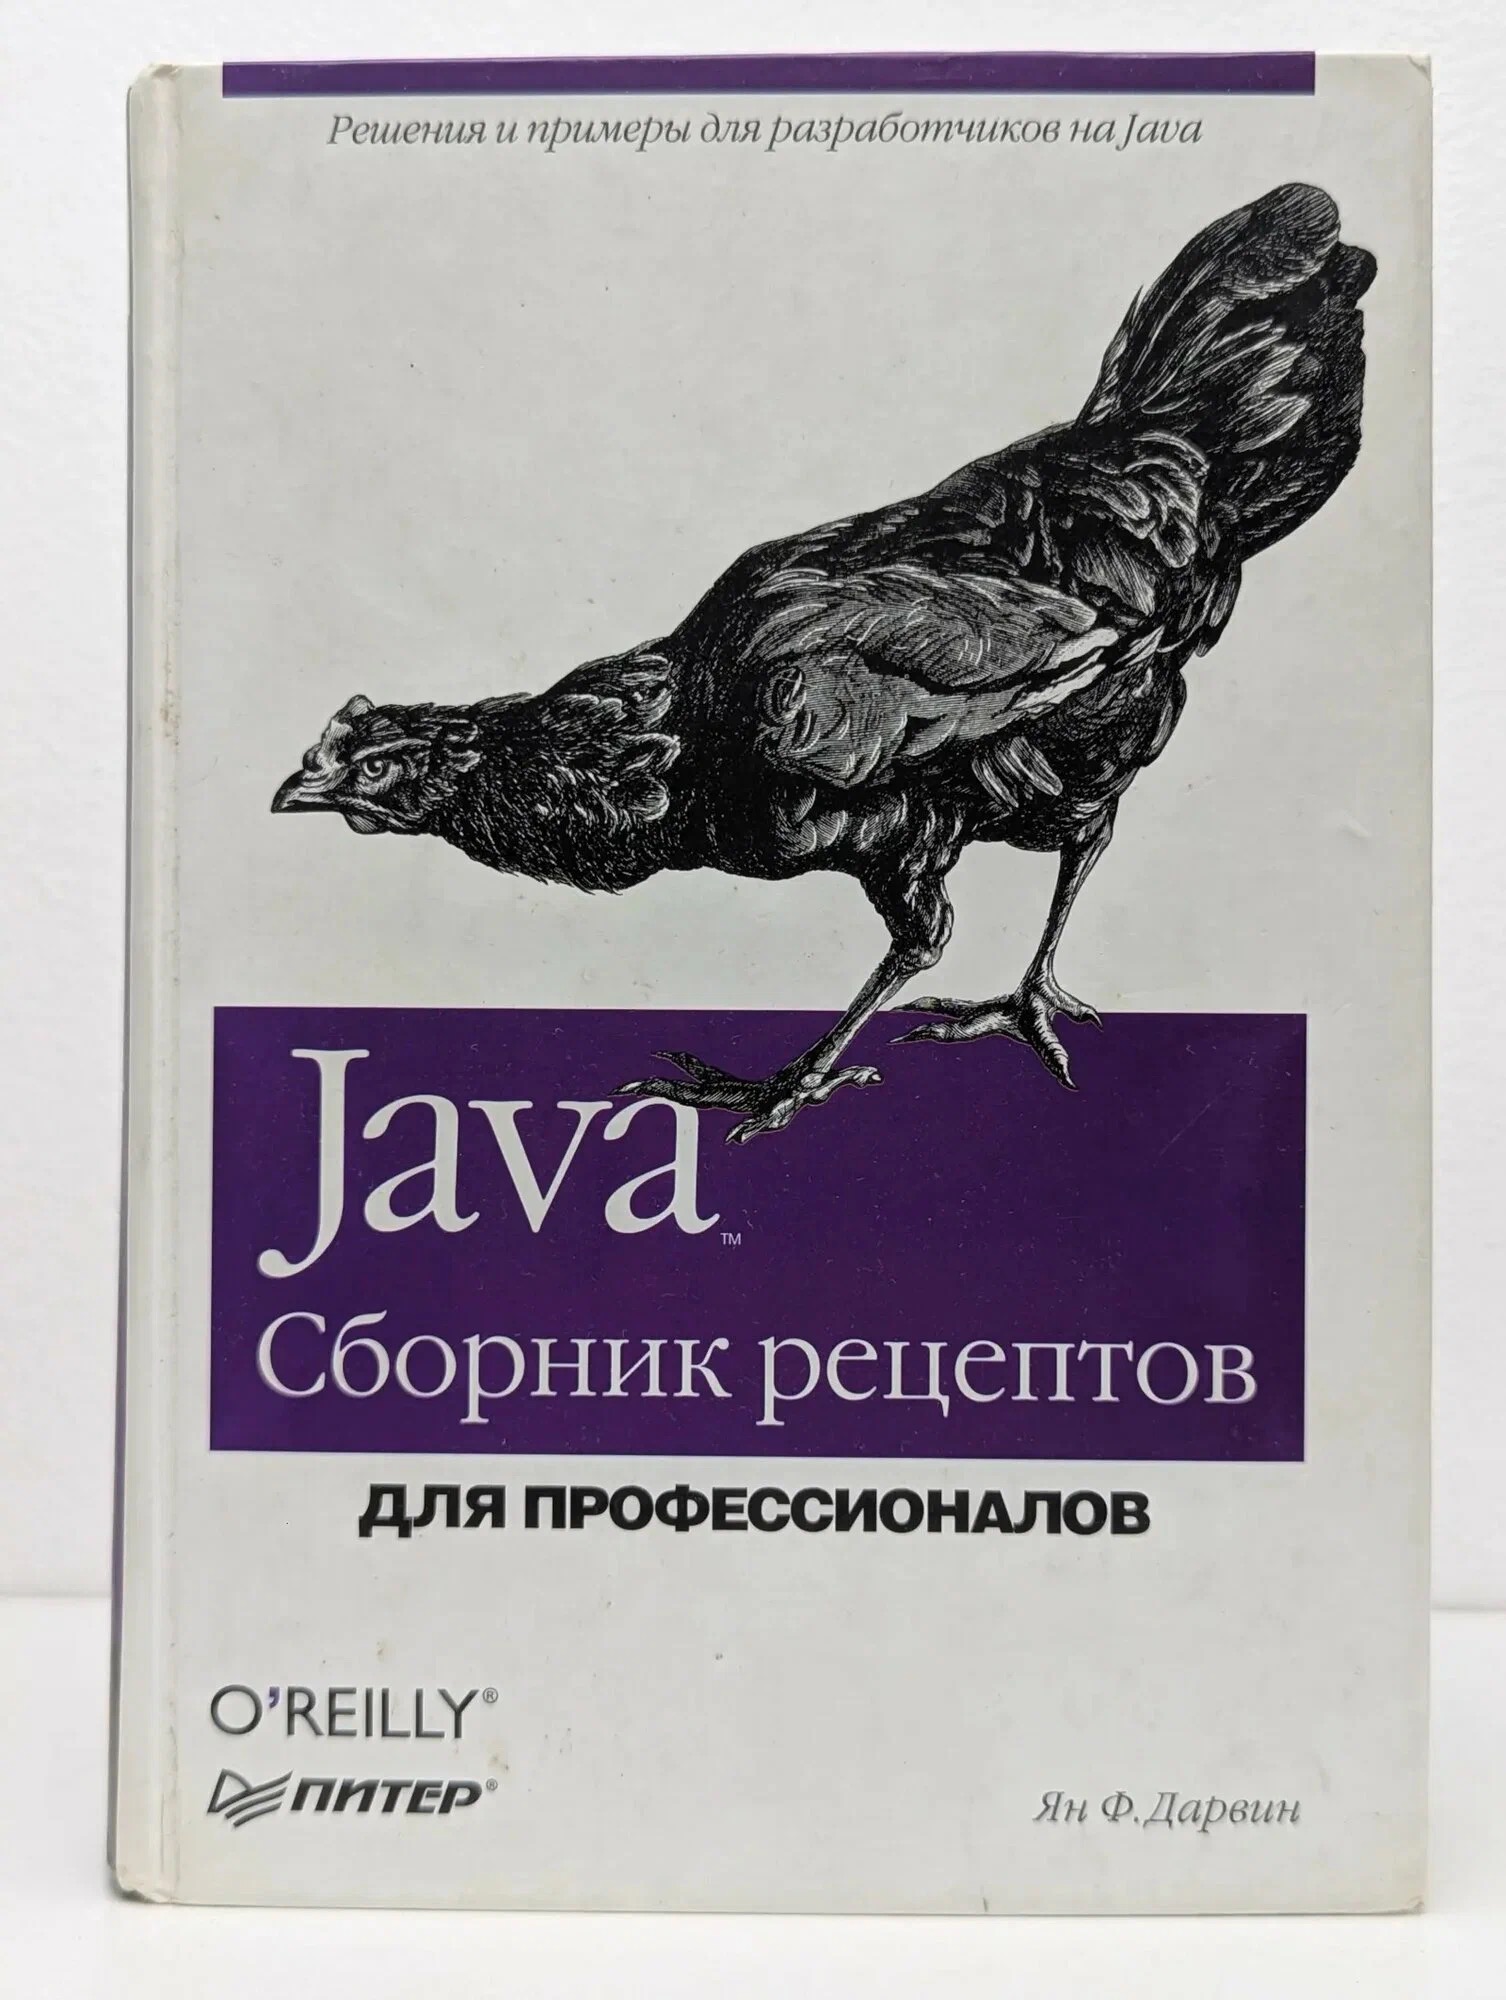 Решения и примеры для разработчиков на Java
Java™
Сборник рецептов
ДЛЯ ПРОФЕССИОНАЛОВ
O'REILLY®
ПИТЕР®
Ян Ф. Дарвин